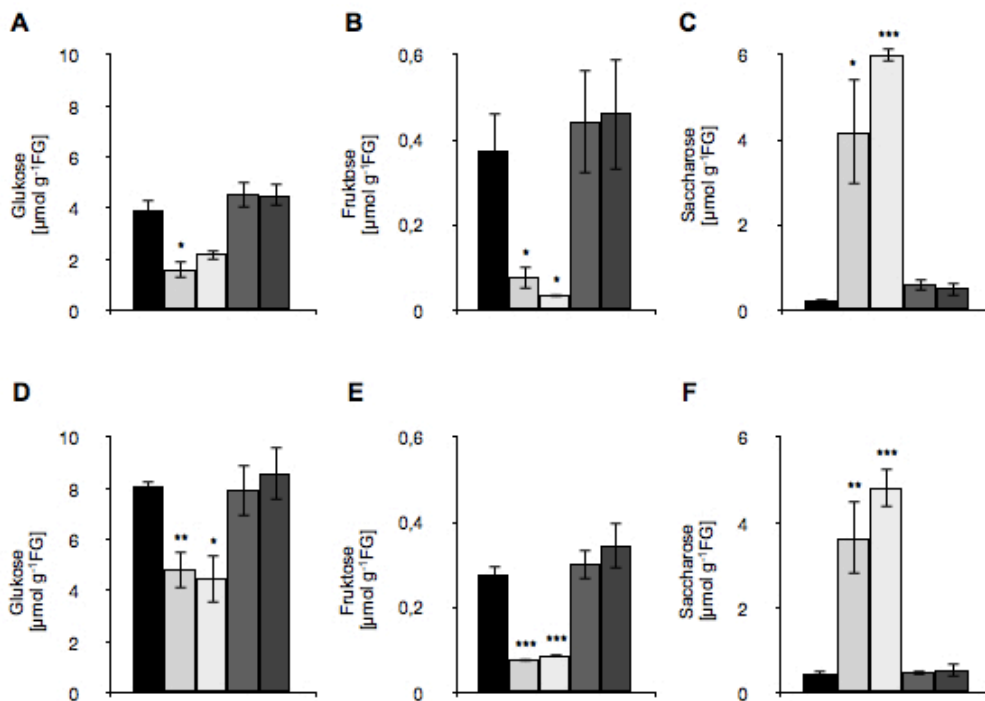 A
10
8
6
4
2
0
Glukose
[µmol g⁻¹FG]
*
B
0,6
0,4
0,2
0
Fruktose
[µmol g⁻¹FG]
*
*
C
6
4
2
0
Saccharose
[µmol g⁻¹FG]
*
***
D
10
8
6
4
2
0
Glukose
[µmol g⁻¹FG]
**
*
E
0,6
0,4
0,2
0
Fruktose
[µmol g⁻¹FG]
***
***
F
6
4
2
0
Saccharose
[µmol g⁻¹FG]
**
***